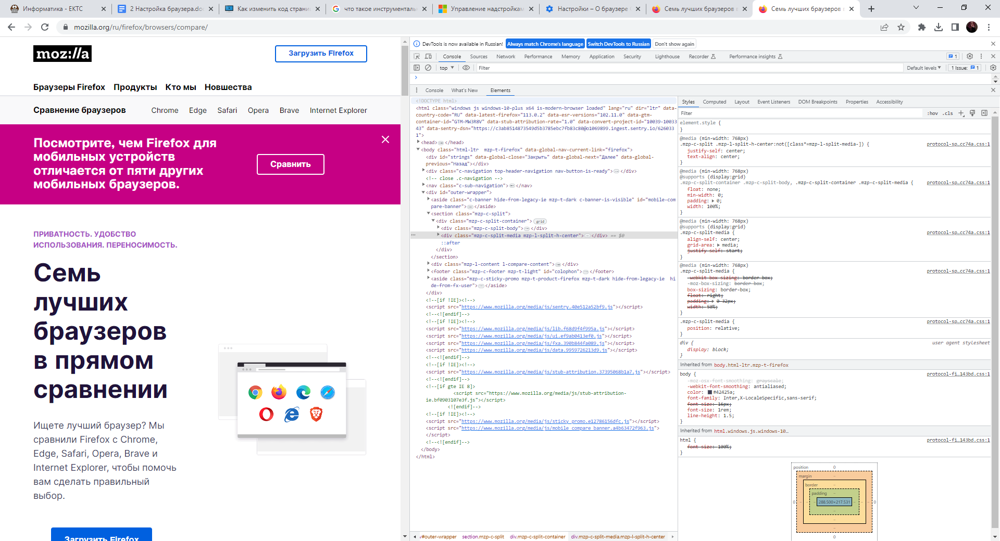 Информатика - ЕКТС
2 Настройка браузера.do
Как изменить код страни
что такое инструменталь
Управление надстройкам
Настройки – О браузере
Семь лучших браузеров в
Семь лучших браузеров в
mozilla.org/ru/firefox/browsers/compare/
moz://a
Загрузить Firefox
Браузеры Firefox Продукты Кто мы Новшества
Сравнение браузеров Chrome Edge Safari Opera Brave Internet Explorer
Посмотрите, чем Firefox для
мобильных устройств
отличается от пяти других
мобильных браузеров.
Сравнить
ПРИВАТНОСТЬ. УДОБСТВО
ИСПОЛЬЗОВАНИЯ. ПЕРЕНОСИМОСТЬ.
Семь
лучших
браузеров
в прямом
сравнении
Ищете лучший браузер? Мы
сравнили Firefox с Chrome,
Edge, Safari, Opera, Brave и
Internet Explorer, чтобы помочь
вам сделать правильный
выбор.
Загрузить Firefox
DevTools is now available in Russian! Always match Chrome's language Switch DevTools to Russian Don't show again
Console Sources Network Performance Memory Application Security Lighthouse Recorder Performance insights 1
top Filter Default levels 1 Issue: 1
Console What's New Elements
<!DOCTYPE html>
<html class="windows js windows-10-plus x64 is-modern-browser loaded" lang="ru" dir="ltr" data-
country-code="RU" data-latest-firefox="113.0.2" data-esr-versions="102.11.0" data-gtm-
container-id="GTM-MW3R8V" data-stub-attribution-rate="1.0" data-convert-project-id="10039-10033
43" data-sentry-dsn="https://c3ab8514873549d5b3785ebc7fb83c80@o1069899.ingest.sentry.io/626033
1">
<head>…</head>
<body class="html-ltr  mzp-t-firefox" data-global-nav-current-link="firefox">
<div id="strings" data-global-close="Закрыть" data-global-next="Далее" data-global-
previous="Назад"></div>
<div class="c-navigation top-header-navigation nav-button-is-ready">…</div>
<!-- close .c-navigation -->
<nav class="c-sub-navigation">…</nav>
<div id="outer-wrapper">
<aside class="c-banner hide-from-legacy-ie mzp-t-dark c-banner-is-visible" id="mobile-com
pare-banner">…</aside>
<section class="mzp-c-split">
<div class="mzp-c-split-container"> grid
<div class="mzp-c-split-body">…</div>
<div class="mzp-c-split-media mzp-l-split-h-center">…</div> == $0
::after
</div>
</section>
<div class="mzp-l-content l-compare-content">…</div>
<footer class="mzp-c-footer mzp-t-light" id="colophon">…</footer>
<aside class="mzp-c-sticky-promo mzp-t-product-firefox mzp-t-dark hide-from-legacy-ie  hi
de-from-fx-user">…</aside>
</div>
<!--[if !IE]><!-->
<script src="https://www.mozilla.org/media/js/sentry.40e512a52bf9.js"></script>
<!--<![endif]-->
<!--[if !IE]><!-->
<script src="https://www.mozilla.org/media/js/lib.f68d9f4f995a.js"></script>
<script src="https://www.mozilla.org/media/js/ui.ef9ab0413ef0.js"></script>
<script src="https://www.mozilla.org/media/js/fxa.390b844fa089.js"></script>
<script src="https://www.mozilla.org/media/js/data.9959726213d9.js"></script>
<!--<![endif]-->
<!--[if !IE]><!-->
<script src="https://www.mozilla.org/media/js/stub-attribution.37395068b1a7.js"></script>
<!--<![endif]-->
<!--[if gte IE 8]>
<script src="https://www.mozilla.org/media/js/stub-attribution-
ie.bf0903107e3f.js"></script>
<![endif]-->
<!--[if !IE]><!-->
<script src="https://www.mozilla.org/media/js/sticky_promo.e12786156dfc.js"></script>
<script src="https://www.mozilla.org/media/js/mobile_compare_banner.a4b63472f963.js">
</script>
<!--<![endif]-->
</body>
</html>
v#outer-wrapper section.mzp-c-split div.mzp-c-split-container div.mzp-c-split-media.mzp-l-split-h-center
Styles Computed Layout Event Listeners DOM Breakpoints Properties Accessibility
Filter :hov .cls
element.style {
}
@media (min-width: 768px)
.mzp-c-split .mzp-l-split-h-center:not([class*=mzp-l-split-media-]) { protocol-sp…cc74a.css:1
justify-self: center;
text-align: center;
}
@media (min-width: 768px)
@supports (display:grid)
.mzp-c-split-container .mzp-c-split-body, .mzp-c-split-container .mzp-c-split-media { protocol-sp…cc74a.css:1
float: none;
min-width: 0;
padding: 0;
width: 100%;
}
@media (min-width: 768px)
@supports (display:grid)
.mzp-c-split-media { protocol-sp…cc74a.css:1
align-self: center;
grid-area: media;
justify-self: start;
}
@media (min-width: 768px)
.mzp-c-split-media { protocol-sp…cc74a.css:1
-webkit-box-sizing: border-box;
-moz-box-sizing: border-box;
box-sizing: border-box;
float: right;
padding: 0 32px;
width: 50%;
}
.mzp-c-split-media { protocol-sp…cc74a.css:1
position: relative;
}
div { user agent stylesheet
display: block;
}
Inherited from body.html-ltr.mzp-t-firefox
body { protocol-fi…143bd.css:1
-moz-osx-font-smoothing: grayscale;
-webkit-font-smoothing: antialiased;
color: #42425a;
font-family: Inter,X-LocaleSpecific,sans-serif;
font-size: 16px;
font-size: 1rem;
line-height: 1.5;
}
Inherited from html.windows.js.windows-10…
html { protocol-fi…143bd.css:1
font-size: 100%;
}
position 0
margin –
border –
padding –
0 – – – 288.500×217.531 – – – 0
–
–
–
0